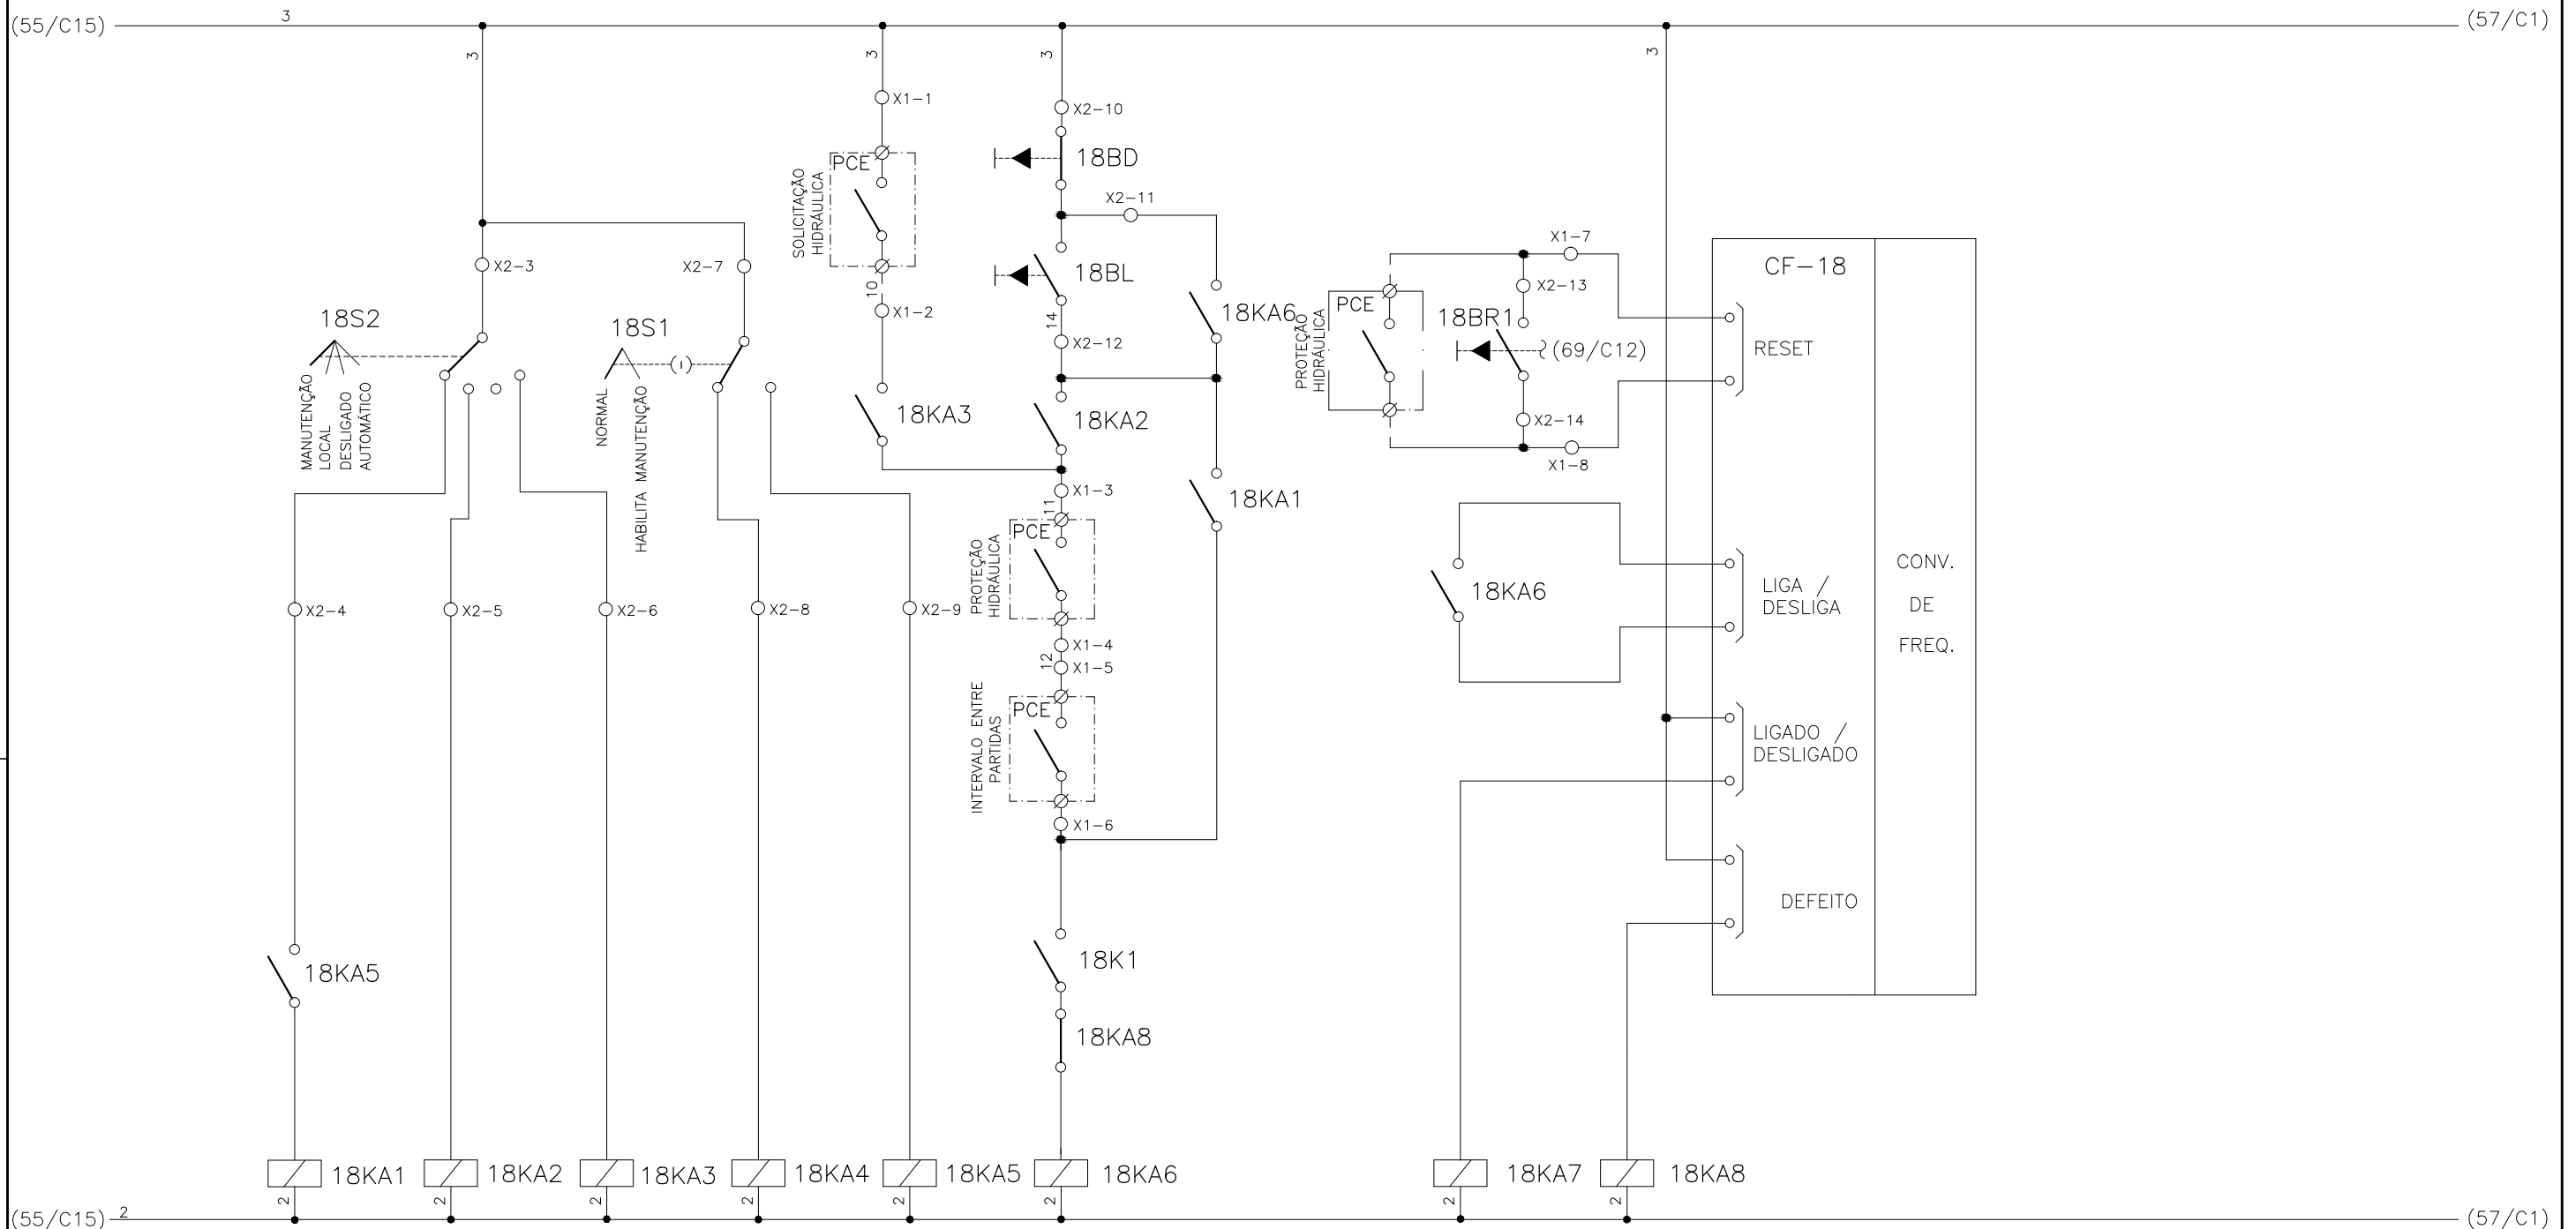 (55/C15)
3
(57/C1)
3
3
3
3
X1-1
X2-10
PCE
18BD
SOLICITAÇÃO
HIDRÁULICA
X2-11
X2-3
X2-7
18BL
10
X1-2
14
X2-12
18KA6
18S2
18S1
MANUTENÇÃO
LOCAL
DESLIGADO
AUTOMÁTICO
NORMAL
HABILITA MANUTENÇÃO
18KA3
18KA2
X1-3
11
18KA1
PCE
PROTEÇÃO
HIDRÁULICA
X1-4
12
X1-5
PCE
INTERVALO ENTRE
PARTIDAS
X1-6
X2-4
X2-5
X2-6
X2-8
X2-9
18KA5
18K1
18KA8
X1-7
X2-13
PCE
PROTEÇÃO
HIDRÁULICA
18BR1
(69/C12)
X2-14
X1-8
18KA6
CF-18
RESET
LIGA /
DESLIGA
LIGADO /
DESLIGADO
DEFEITO
CONV.
DE
FREQ.
18KA1
18KA2
18KA3
18KA4
18KA5
18KA6
18KA7
18KA8
2
2
2
2
2
2
2
2
(55/C15)
2
(57/C1)